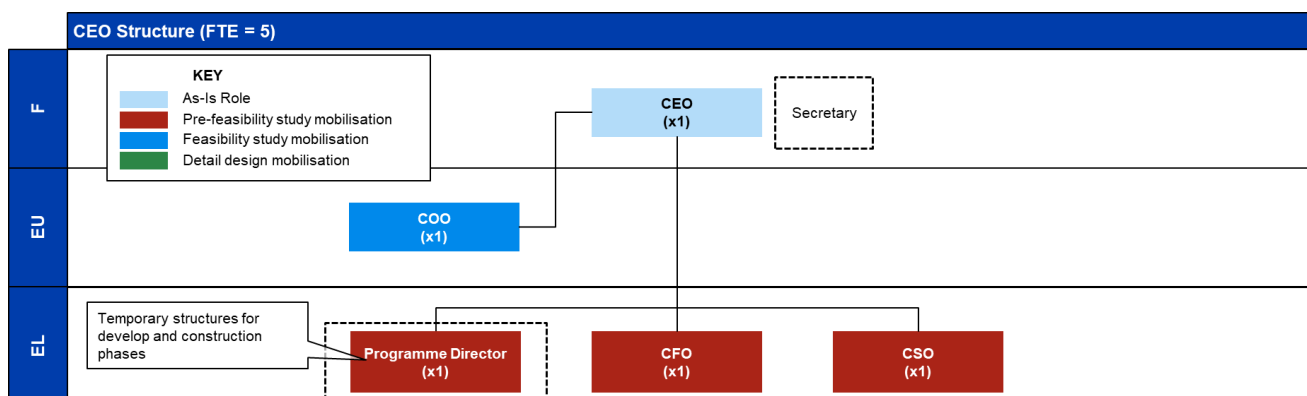 CEO Structure (FTE = 5)
F
KEY
As-Is Role
Pre-feasibility study mobilisation
Feasibility study mobilisation
Detail design mobilisation
CEO
(x1)
Secretary
EU
COO
(x1)
EL
Temporary structures for
develop and construction
phases
Programme Director
(x1)
CFO
(x1)
CSO
(x1)